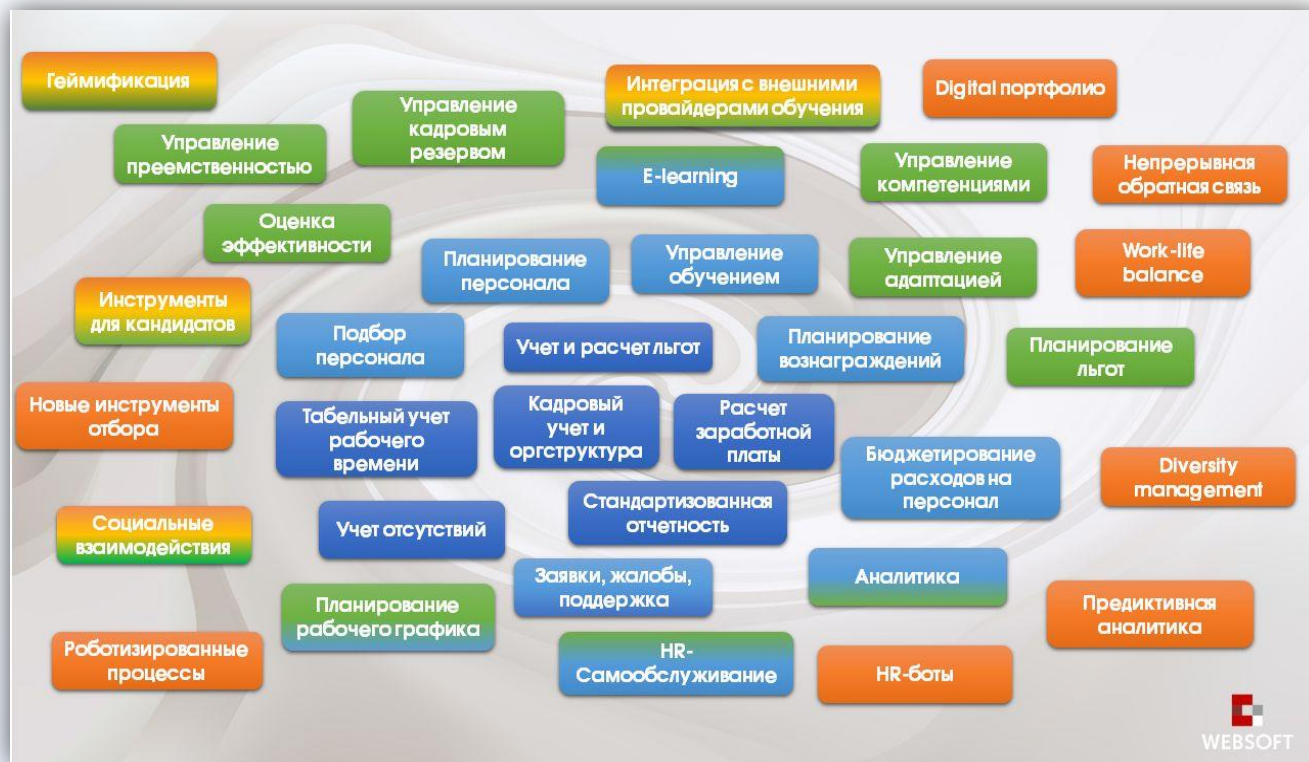 Геймификация
Управление
преемственностью
Управление
кадровым
резервом
Интеграция с внешними
провайдерами обучения
Digital портфолио
E-learning
Управление
компетенциями
Непрерывная
обратная связь
Оценка
эффективности
Планирование
персонала
Управление
обучением
Управление
адаптацией
Work-life
balance
Инструменты
для кандидатов
Подбор
персонала
Учет и расчет льгот
Планирование
вознаграждений
Планирование
льгот
Новые инструменты
отбора
Табельный учет
рабочего
времени
Кадровый
учет и
оргструктура
Расчет
заработной
платы
Бюджетирование
расходов на
персонал
Diversity
management
Социальные
взаимодействия
Учет отсутствий
Стандартизованная
отчетность
Заявки, жалобы,
поддержка
Аналитика
Предиктивная
аналитика
Планирование
рабочего графика
Роботизированные
процессы
HR-
Самообслуживание
HR-боты
WEBSOFT